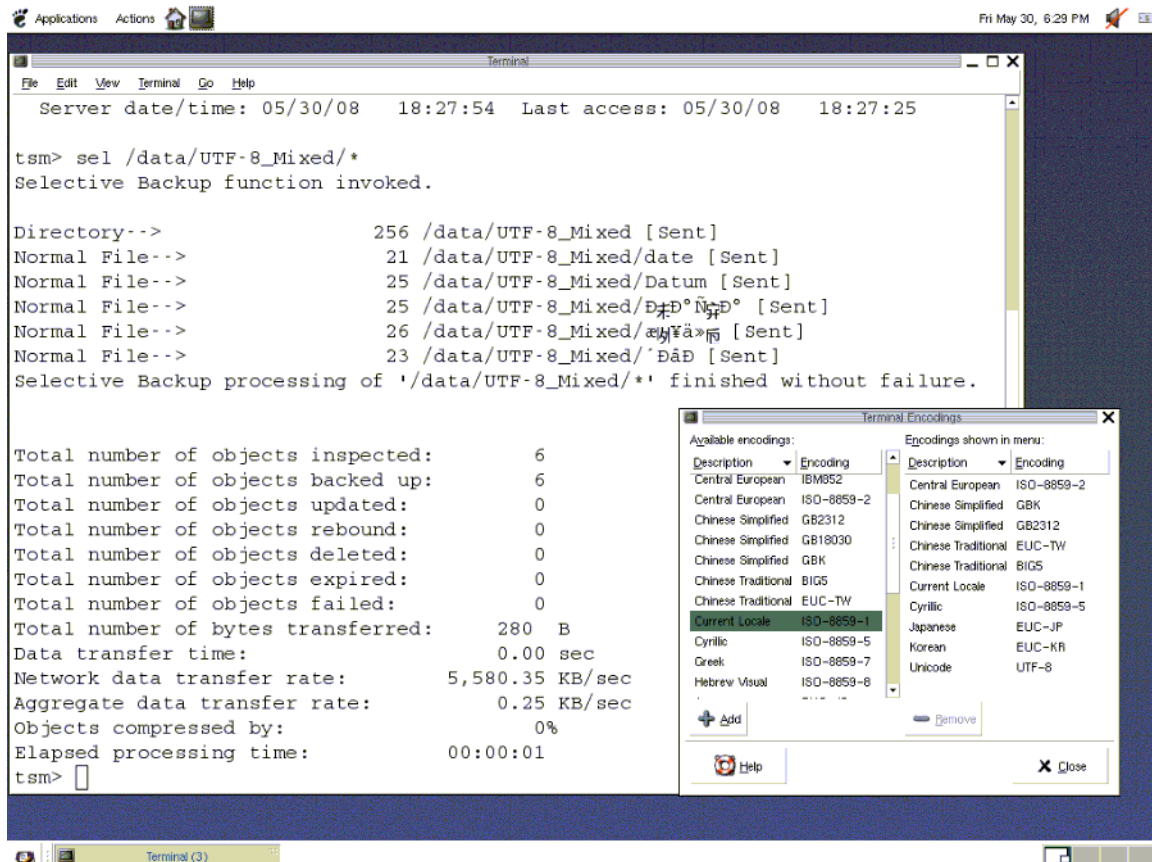 Applications Actions Fri May 30, 6:29 PM
Terminal
File Edit View Terminal Go Help
Server date/time: 05/30/08 18:27:54 Last access: 05/30/08 18:27:25
tsm> sel /data/UTF-8_Mixed/*
Selective Backup function invoked.
Directory--> 256 /data/UTF-8_Mixed [Sent]
Normal File--> 21 /data/UTF-8_Mixed/date [Sent]
Normal File--> 25 /data/UTF-8_Mixed/Datum [Sent]
Normal File--> 25 [Sent]
Normal File--> 26 [Sent]
Normal File--> 23 /data/UTF-8_Mixed/´ÐâÐ [Sent]
Selective Backup processing of '/data/UTF-8_Mixed/*' finished without failure.
Total number of objects inspected: 6
Total number of objects backed up: 6
Total number of objects updated: 0
Total number of objects rebound: 0
Total number of objects deleted: 0
Total number of objects expired: 0
Total number of objects failed: 0
Total number of bytes transferred: 280 B
Data transfer time: 0.00 sec
Network data transfer rate: 5,580.35 KB/sec
Aggregate data transfer rate: 0.25 KB/sec
Objects compressed by: 0%
Elapsed processing time: 00:00:01
tsm>
Terminal Encodings
Available encodings:
Description Encoding
Central European IBM852
Central European ISO-8859-2
Chinese Simplified GB2312
Chinese Simplified GB18030
Chinese Simplified GBK
Chinese Traditional BIG5
Chinese Traditional EUC-TW
Current Locale ISO-8859-1
Cyrillic ISO-8859-5
Greek ISO-8859-7
Hebrew Visual ISO-8859-8
Add
Encodings shown in menu:
Description Encoding
Central European ISO-8859-2
Chinese Simplified GBK
Chinese Simplified GB2312
Chinese Traditional EUC-TW
Chinese Traditional BIG5
Current Locale ISO-8859-1
Cyrillic ISO-8859-5
Japanese EUC-JP
Korean EUC-KR
Unicode UTF-8
Remove
Help Close
Terminal (3)